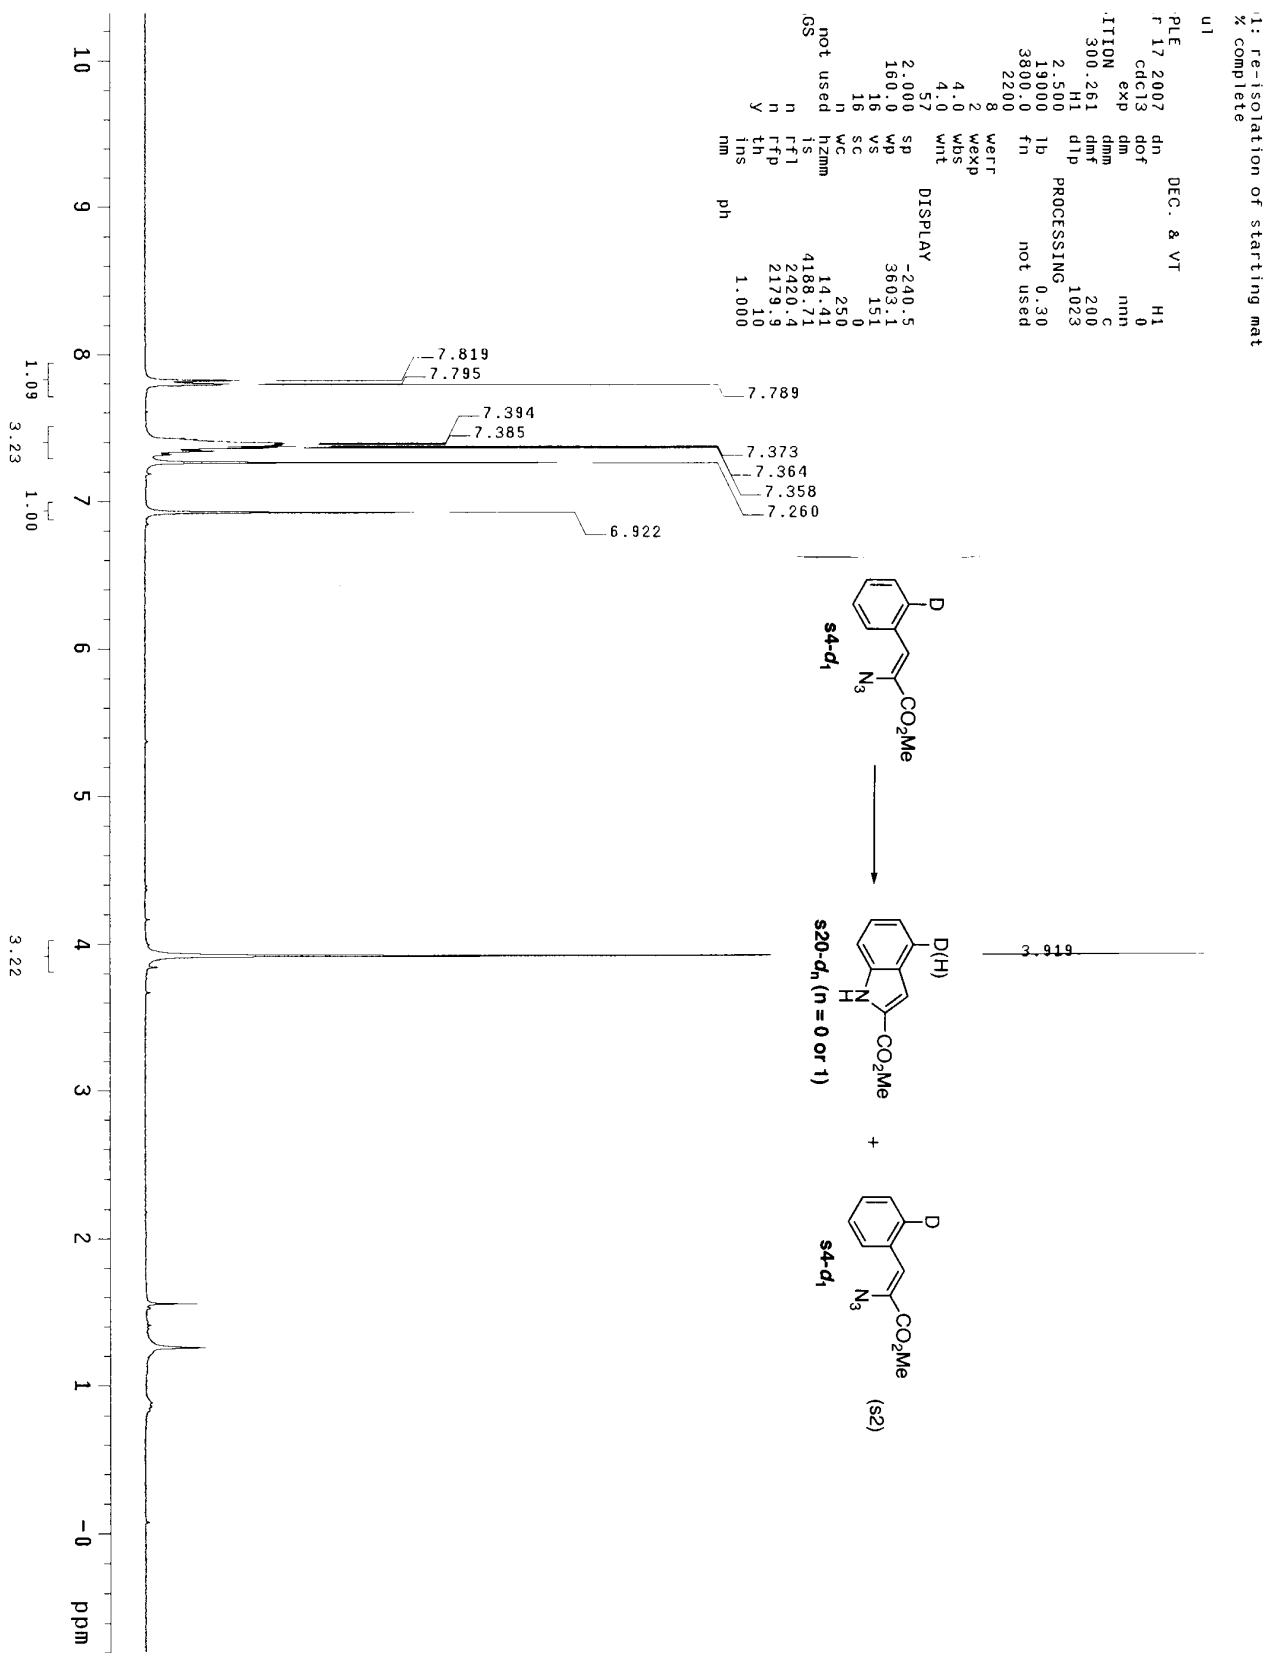 '1: re-isolation of starting mat
% complete
u1
PLE DEC. & VT
r 17 2007 dn H1
cdcl3 dof 0
exp dm nnn
ITION dmm c
300.261 dmf 200
H1 dlp 1023
2.500 PROCESSING
19000 lb 0.30
3800.0 fn not used
2200
8 werr
2 wexp
4.0 wbs
4.0 wnt
57 DISPLAY
2.000 sp -240.5
160.0 wp 3603.1
16 vs 151
16 sc 0
n wc 250
not used hzmm 14.41
GS is 4188.71
n rfl 2420.4
n rfp 2179.9
y th 10
ins 1.000
nm ph
7.819
7.795
7.789
7.394
7.385
7.373
7.364
7.358
7.260
6.922
3.919
D
N3
CO2Me
s4-d1
D(H)
N
H
CO2Me
s20-dn (n = 0 or 1)
+
D
N3
CO2Me
s4-d1
(s2)
10 9 8 7 6 5 4 3 2 1 -0 ppm
1.09 3.23 1.00 3.22